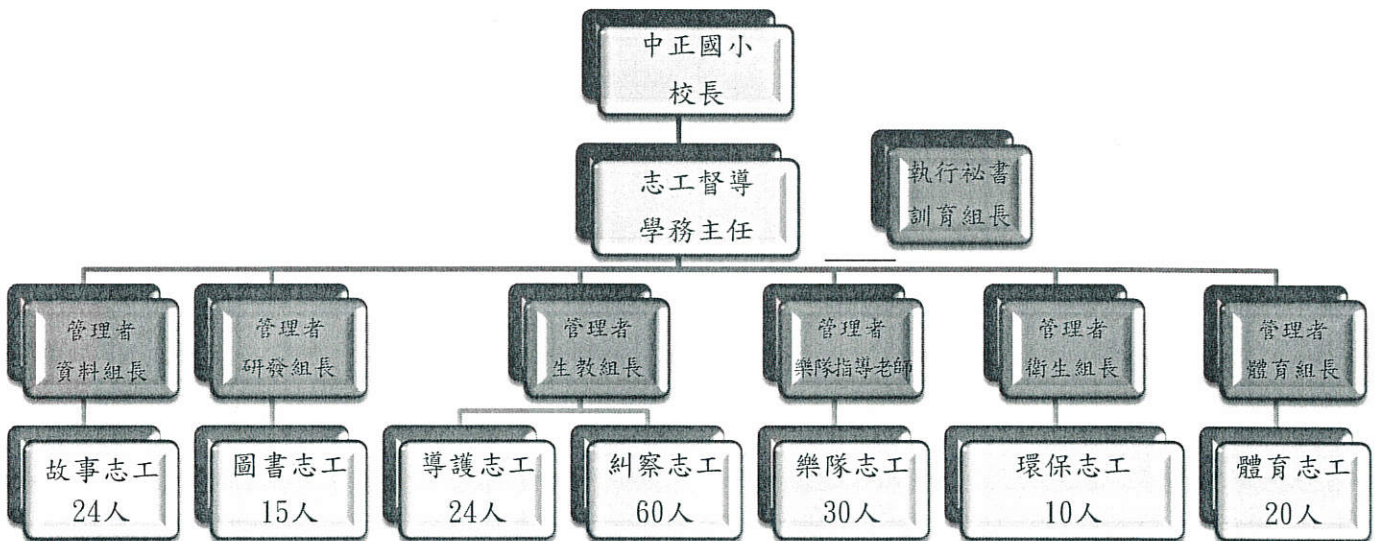 中正國小
校長
志工督導
學務主任
執行祕書
訓育組長
管理者
資料組長
管理者
研發組長
管理者
生教組長
管理者
樂隊指導老師
管理者
衛生組長
管理者
體育組長
故事志工
24人
圖書志工
15人
導護志工
24人
糾察志工
60人
樂隊志工
30人
環保志工
10人
體育志工
20人